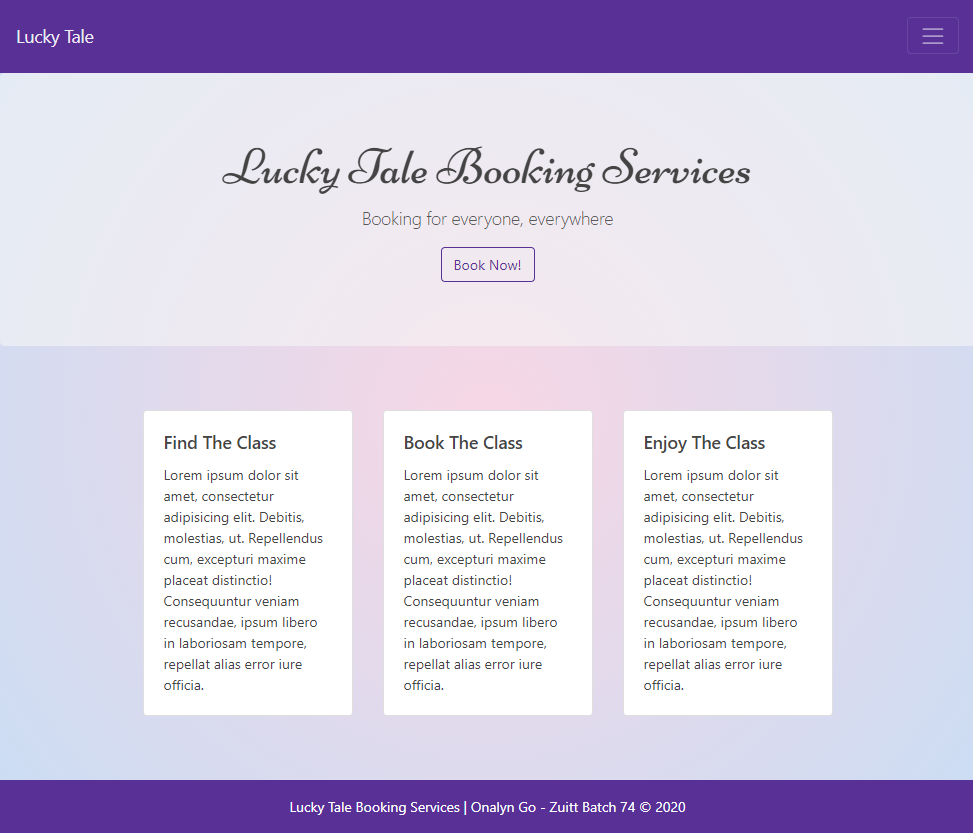 Lucky Tale
Lucky Tale Booking Services
Booking for everyone, everywhere
Book Now!
Find The Class
Lorem ipsum dolor sit
amet, consectetur
adipisicing elit. Debitis,
molestias, ut. Repellendus
cum, excepturi maxime
placeat distinctio!
Consequuntur veniam
recusandae, ipsum libero
in laboriosam tempore,
repellat alias error iure
officia.
Book The Class
Lorem ipsum dolor sit
amet, consectetur
adipisicing elit. Debitis,
molestias, ut. Repellendus
cum, excepturi maxime
placeat distinctio!
Consequuntur veniam
recusandae, ipsum libero
in laboriosam tempore,
repellat alias error iure
officia.
Enjoy The Class
Lorem ipsum dolor sit
amet, consectetur
adipisicing elit. Debitis,
molestias, ut. Repellendus
cum, excepturi maxime
placeat distinctio!
Consequuntur veniam
recusandae, ipsum libero
in laboriosam tempore,
repellat alias error iure
officia.
Lucky Tale Booking Services | Onalyn Go - Zuitt Batch 74 © 2020